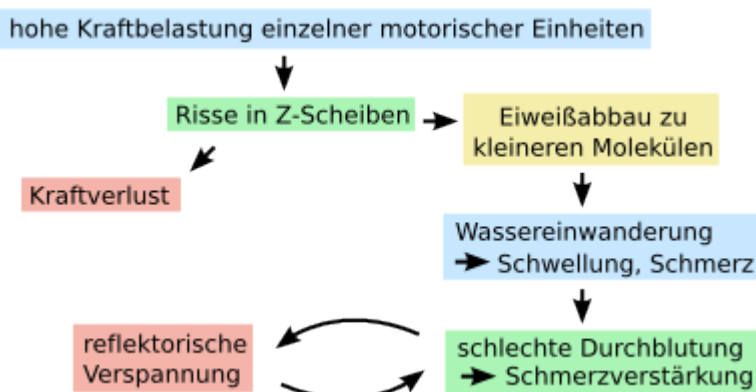 hohe Kraftbelastung einzelner motorischer Einheiten
Risse in Z-Scheiben
Eiweißabbau zu
kleineren Molekülen
Kraftverlust
Wassereinwanderung
Schwellung, Schmerz
reflektorische
Verspannung
schlechte Durchblutung
Schmerzverstärkung